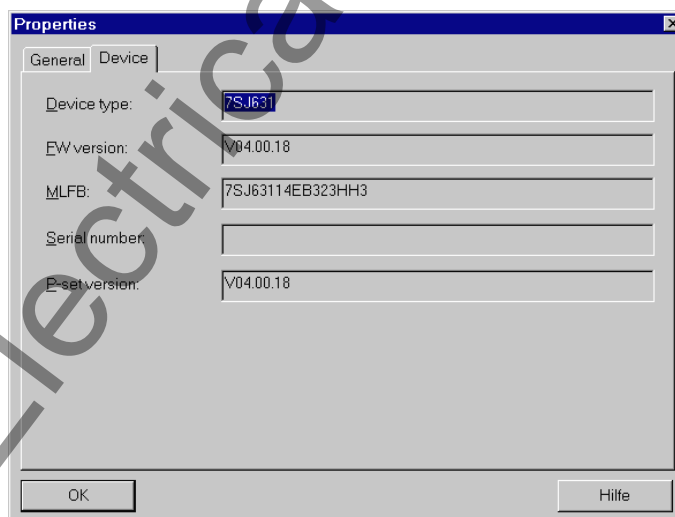 Properties
General Device
Device type: 7SJ631
FW version: V04.00.18
MLFB: 7SJ63114EB323HH3
Serial number:
P-set version: V04.00.18
OK Hilfe
Electrica